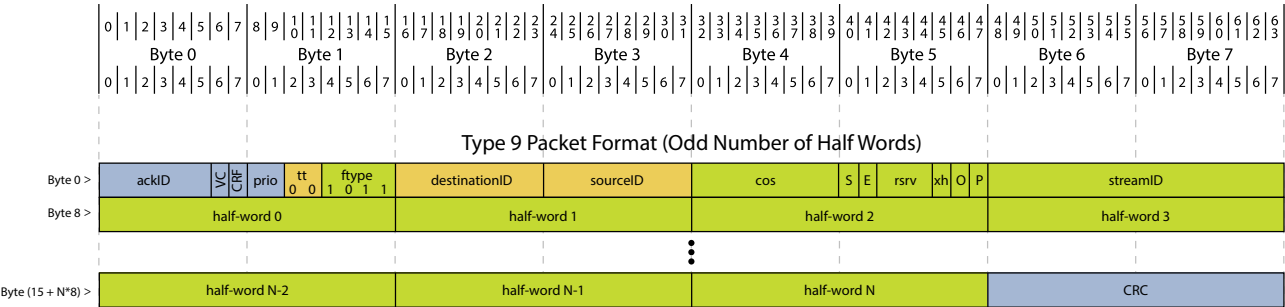 0 1 2 3 4 5 6 7 8 9 10 11 12 13 14 15 16 17 18 19 20 21 22 23 24 25 26 27 28 29 30 31 32 33 34 35 36 37 38 39 40 41 42 43 44 45 46 47 48 49 50 51 52 53 54 55 56 57 58 59 60 61 62 63
Byte 0 Byte 1 Byte 2 Byte 3 Byte 4 Byte 5 Byte 6 Byte 7
0 1 2 3 4 5 6 7 0 1 2 3 4 5 6 7 0 1 2 3 4 5 6 7 0 1 2 3 4 5 6 7 0 1 2 3 4 5 6 7 0 1 2 3 4 5 6 7 0 1 2 3 4 5 6 7 0 1 2 3 4 5 6 7
Type 9 Packet Format (Odd Number of Half Words)
Byte 0 > ackID VC CRF prio tt 0 0 ftype 1 0 1 1 destinationID sourceID cos S E rsrv xh O P streamID
Byte 8 > half-word 0 half-word 1 half-word 2 half-word 3
Byte (15 + N*8) > half-word N-2 half-word N-1 half-word N CRC